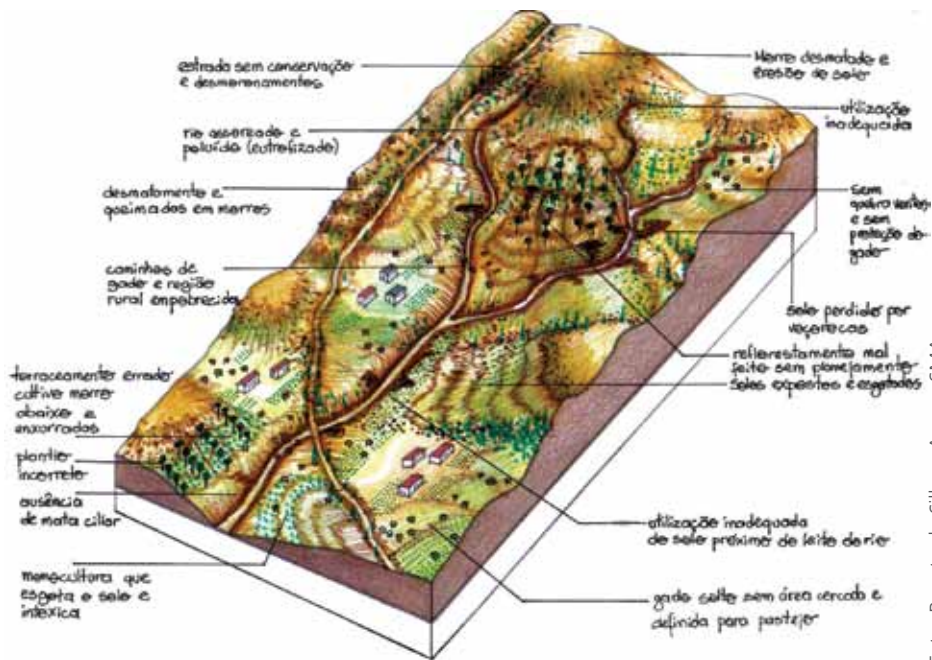 estrada sem conservação
e desmoronamentos
rio assoreado e
poluído (eutrofizado)
desmatamento e
queimadas em morros
caminhos de
gado e região
rural empobrecida
terraceamento errado
cultivo morro
abaixo e
enxurradas
plantio
incorreto
ausência
de mata ciliar
monocultura que
esgota o solo e
intoxica
Morro desmatado e
erosão do solo
utilização
inadequada
sem
quebra ventos
e sem
proteção do
gado
solo perdido por
voçorocas
reflorestamento mal
feito sem planejamento
solos expostos e esgotados
utilização inadequada
do solo próximo do leito do rio
gado solto sem área cercada e
definida para pastejo